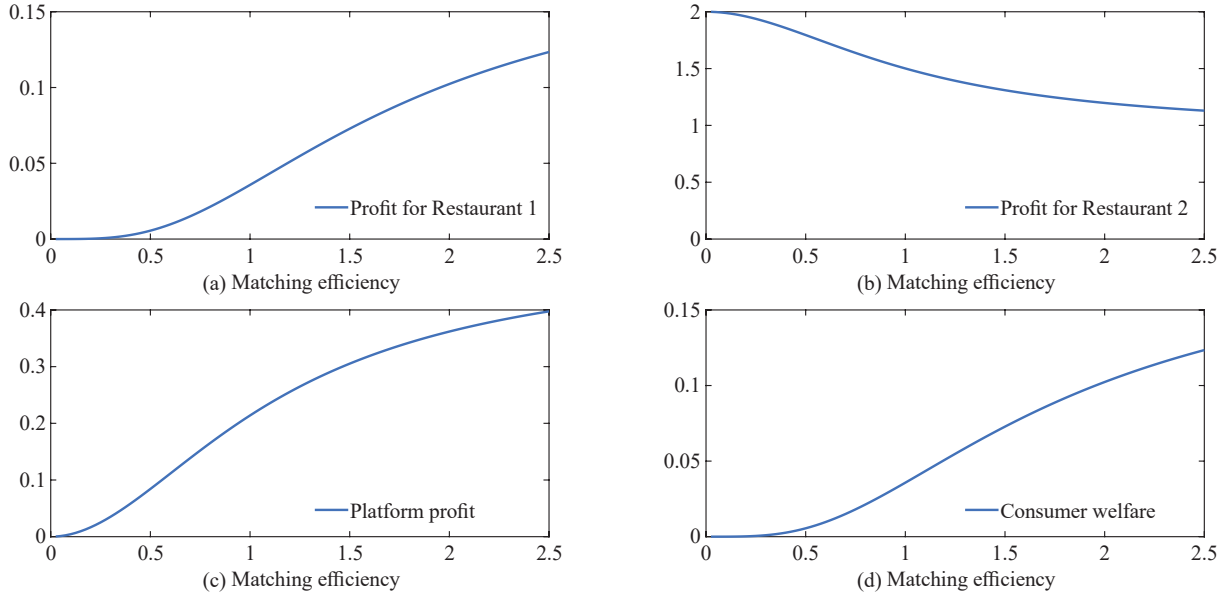 0.15
0.1
0.05
0
Profit for Restaurant 1
0 0.5 1 1.5 2 2.5
(a) Matching efficiency
2
1.5
1
0.5
0
Profit for Restaurant 2
0 0.5 1 1.5 2 2.5
(b) Matching efficiency
0.4
0.3
0.2
0.1
0
Platform profit
0 0.5 1 1.5 2 2.5
(c) Matching efficiency
0.15
0.1
0.05
0
Consumer welfare
0 0.5 1 1.5 2 2.5
(d) Matching efficiency